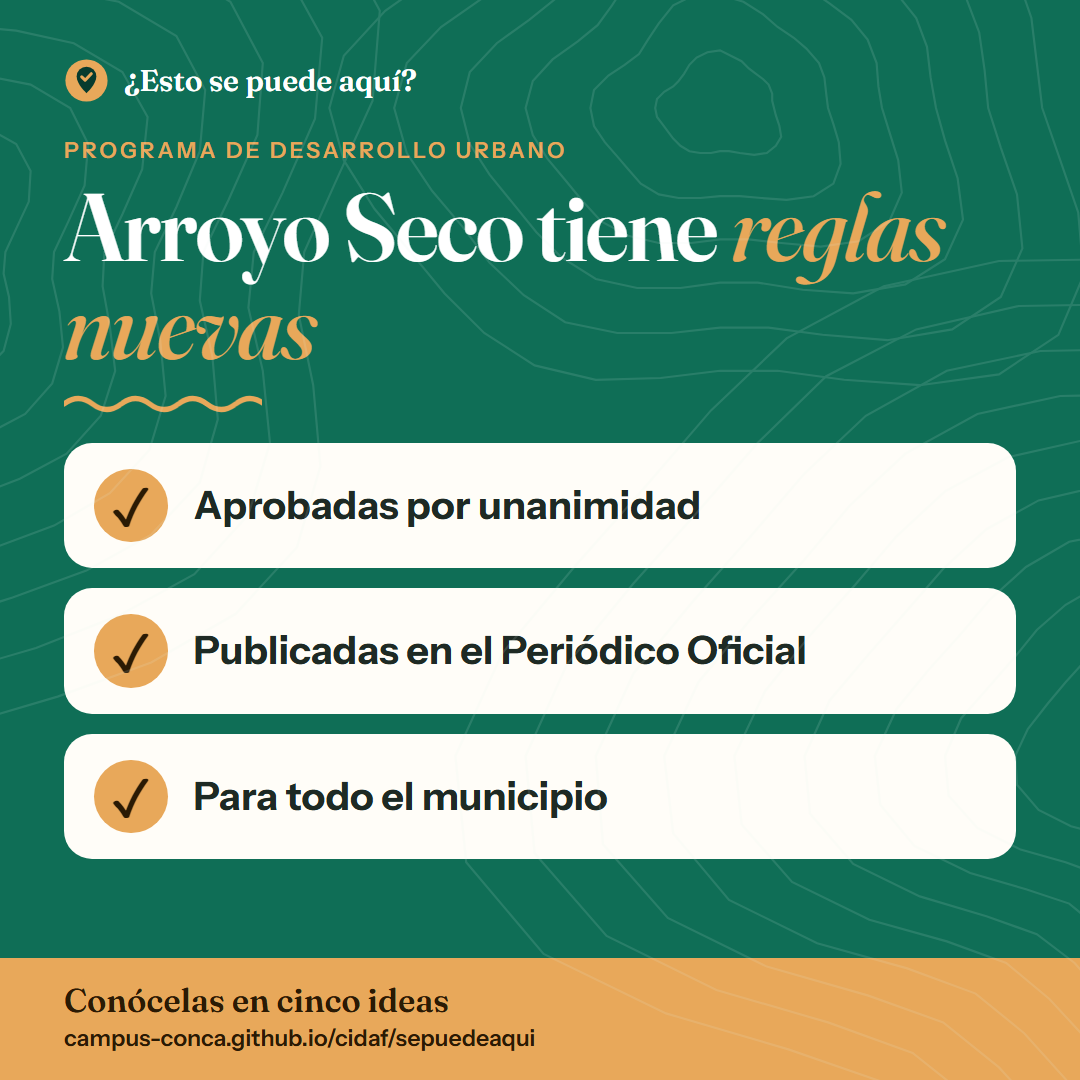 ¿Esto se puede aquí?
PROGRAMA DE DESARROLLO URBANO
Arroyo Seco tiene reglas
nuevas
Aprobadas por unanimidad
Publicadas en el Periódico Oficial
Para todo el municipio
Conócelas en cinco ideas
campus-conca.github.io/cidaf/sepuedeaqui